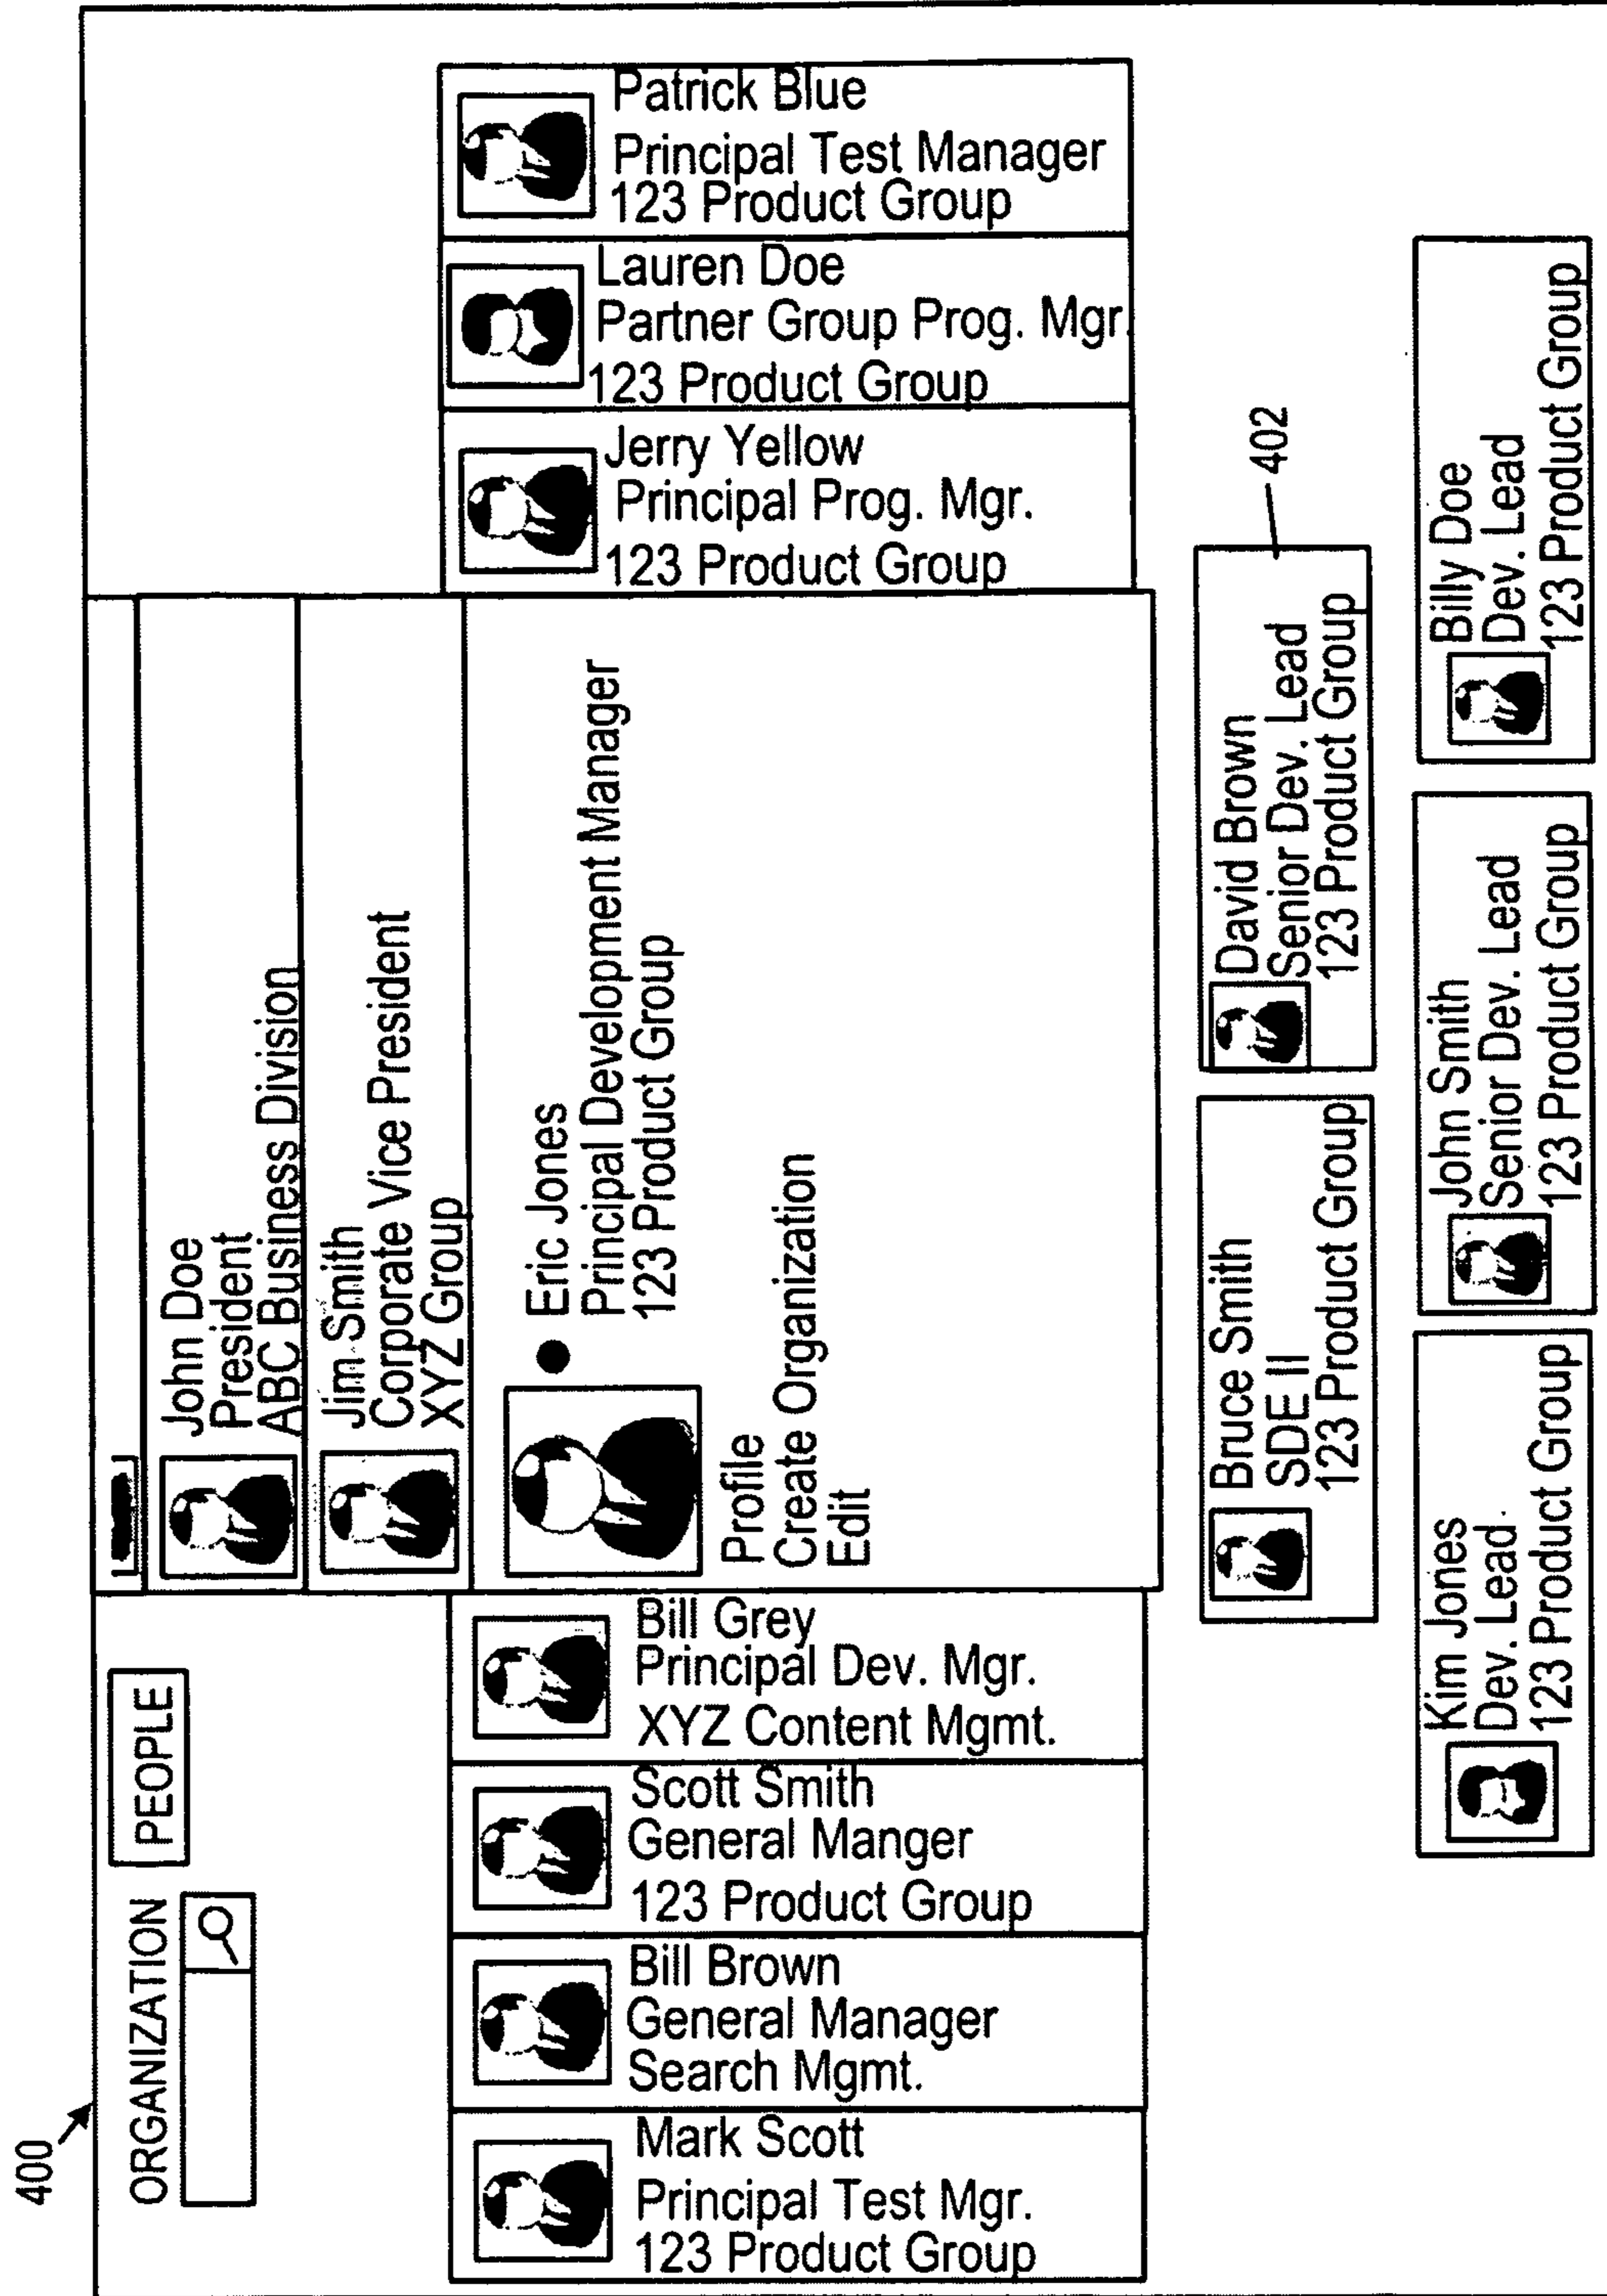 400
ORGANIZATION
PEOPLE
John Doe
President
ABC Business Division
Jim Smith
Corporate Vice President
XYZ Group
Mark Scott
Principal Test Mgr.
123 Product Group
Bill Brown
General Manager
Search Mgmt.
Scott Smith
General Manger
123 Product Group
Bill Grey
Principal Dev. Mgr.
XYZ Content Mgmt.
Eric Jones
Principal Development Manager
123 Product Group
Profile
Create Organization
Edit
Jerry Yellow
Principal Prog. Mgr.
123 Product Group
Lauren Doe
Partner Group Prog. Mgr.
123 Product Group
Patrick Blue
Principal Test Manager
123 Product Group
Bruce Smith
SDE II
123 Product Group
David Brown
Senior Dev. Lead
123 Product Group
402
Kim Jones
Dev. Lead
123 Product Group
John Smith
Senior Dev. Lead
123 Product Group
Billy Doe
Dev. Lead
123 Product Group